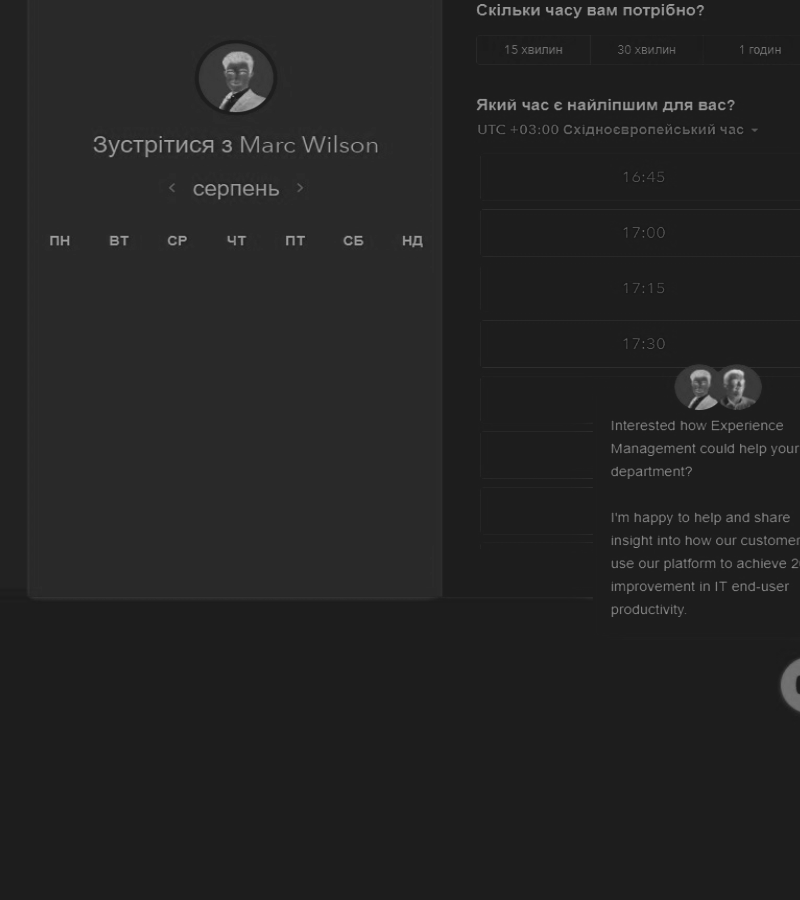 Зустрітися з Marc Wilson
серпень
ПН ВТ СР ЧТ ПТ СБ НД
Скільки часу вам потрібно?
15 хвилин 30 хвилин 1 годин
Який час є найліпшим для вас?
UTC +03:00 Східноєвропейський час
16:45
17:00
17:15
17:30
Interested how Experience
Management could help your
department?
I'm happy to help and share
insight into how our customer
use our platform to achieve 2
improvement in IT end-user
productivity.